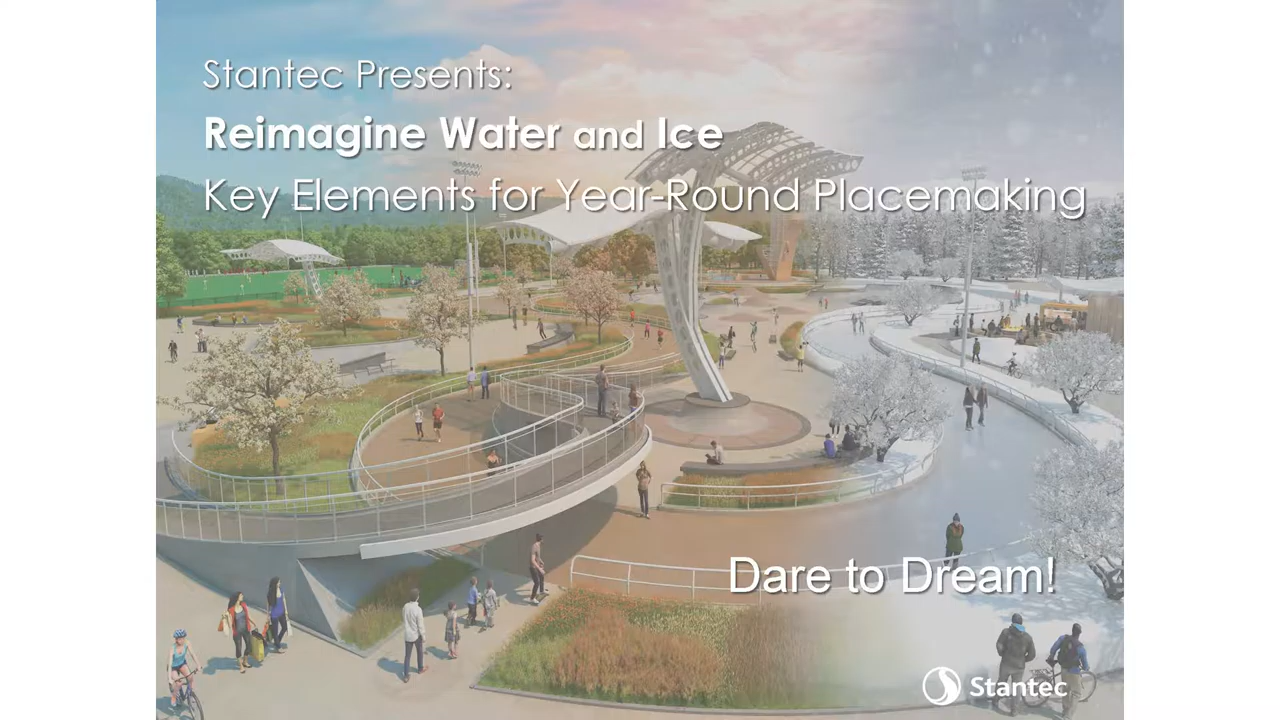 Stantec Presents:
Reimagine Water and Ice
Key Elements for Year-Round Placemaking
Dare to Dream!
Stantec